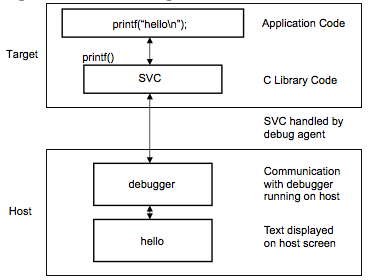 printf("hello\n");
Application Code
Target
printf()
SVC
C Library Code
SVC handled by
debug agent
debugger
Communication
with debugger
running on host
Host
hello
Text displayed
on host screen